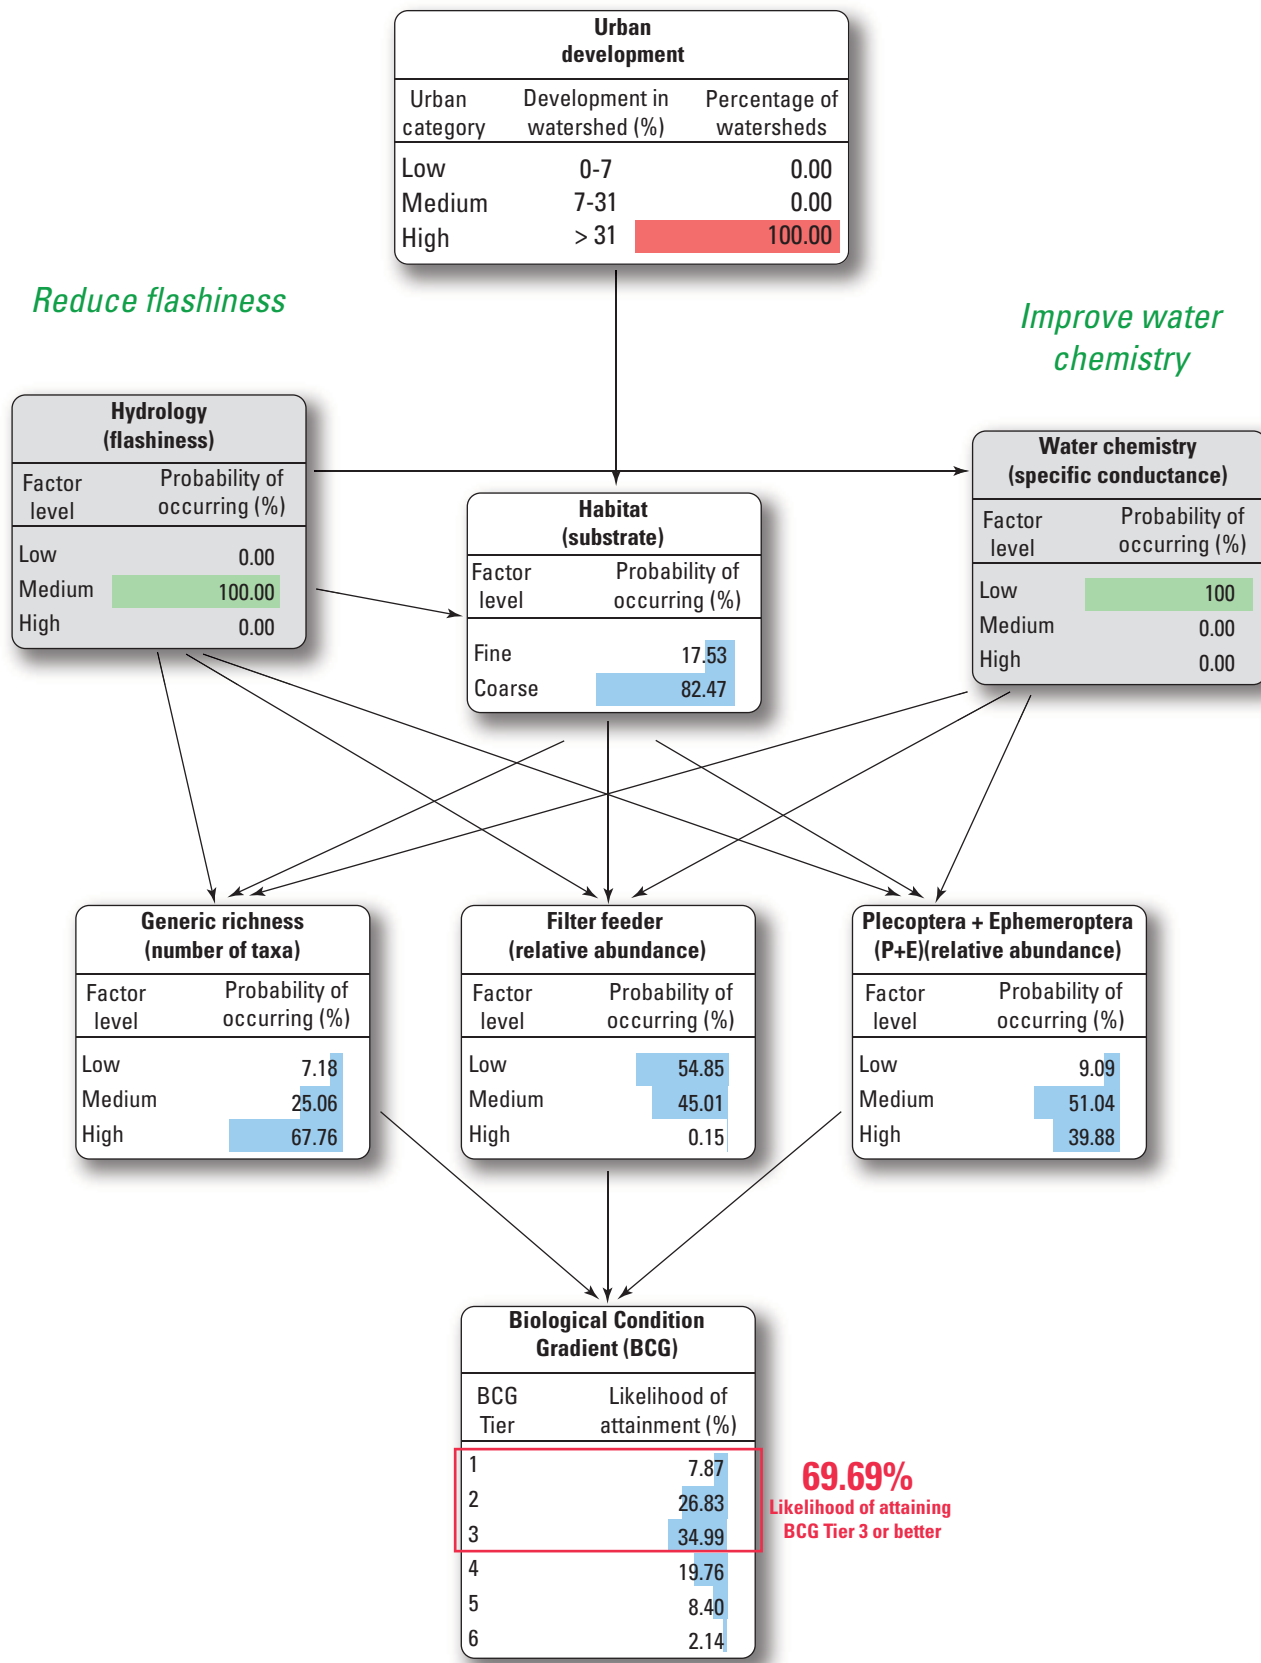 Urban
development
Urban category Development in watershed (%) Percentage of watersheds
Low 0-7 0.00
Medium 7-31 0.00
High > 31 100.00
Reduce flashiness
Improve water
chemistry
Hydrology
(flashiness)
Factor level Probability of occurring (%)
Low 0.00
Medium 100.00
High 0.00
Water chemistry
(specific conductance)
Factor level Probability of occurring (%)
Low 100
Medium 0.00
High 0.00
Habitat
(substrate)
Factor level Probability of occurring (%)
Fine 17.53
Coarse 82.47
Generic richness
(number of taxa)
Factor level Probability of occurring (%)
Low 7.18
Medium 25.06
High 67.76
Filter feeder
(relative abundance)
Factor level Probability of occurring (%)
Low 54.85
Medium 45.01
High 0.15
Plecoptera + Ephemeroptera
(P+E)(relative abundance)
Factor level Probability of occurring (%)
Low 9.09
Medium 51.04
High 39.88
Biological Condition
Gradient (BCG)
BCG Tier Likelihood of attainment (%)
1 7.87
2 26.83
3 34.99
4 19.76
5 8.40
6 2.14
69.69%
Likelihood of attaining
BCG Tier 3 or better